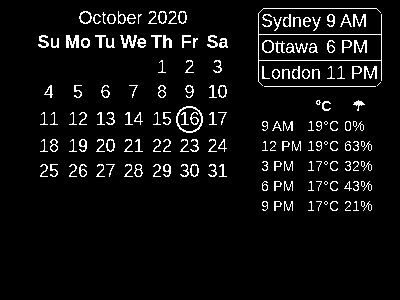 October 2020
Su Mo Tu We Th Fr Sa
1 2 3
4 5 6 7 8 9 10
11 12 13 14 15 16 17
18 19 20 21 22 23 24
25 26 27 28 29 30 31
Sydney 9 AM
Ottawa 6 PM
London 11 PM
°C
9 AM 19°C 0%
12 PM 19°C 63%
3 PM 17°C 32%
6 PM 17°C 43%
9 PM 17°C 21%